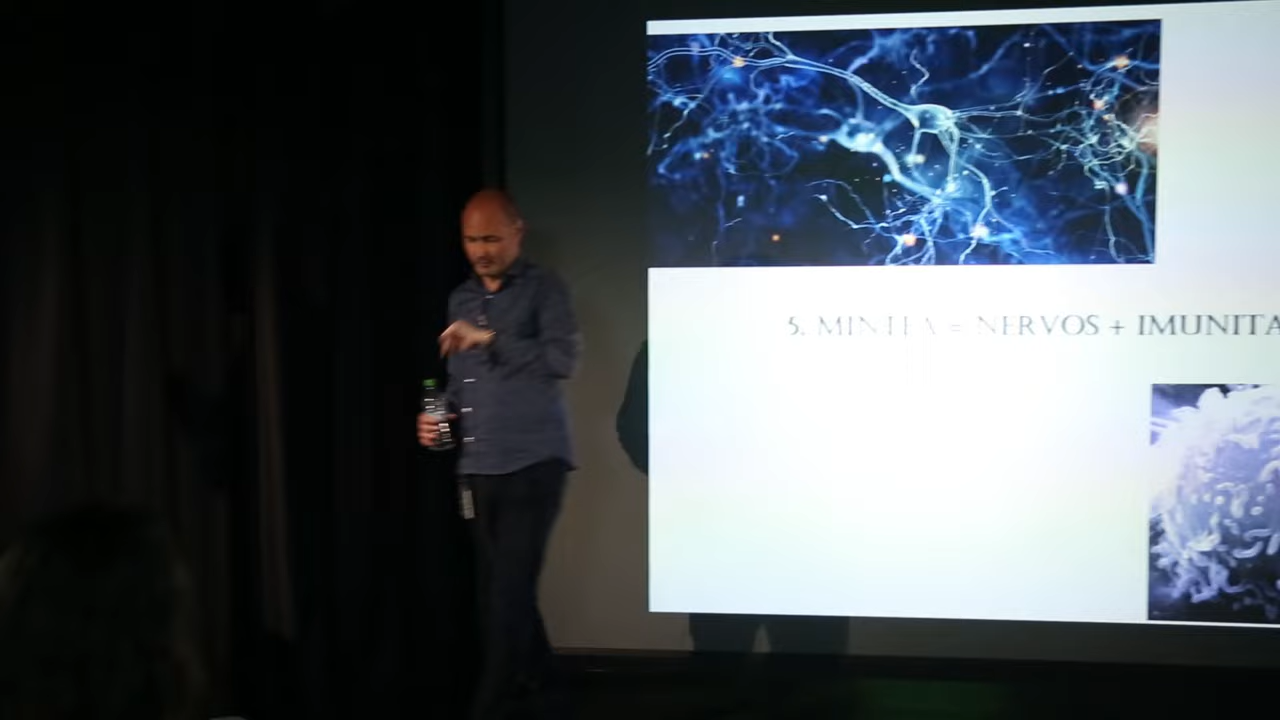 5. MINTEA = NERVOS + IMUNITA